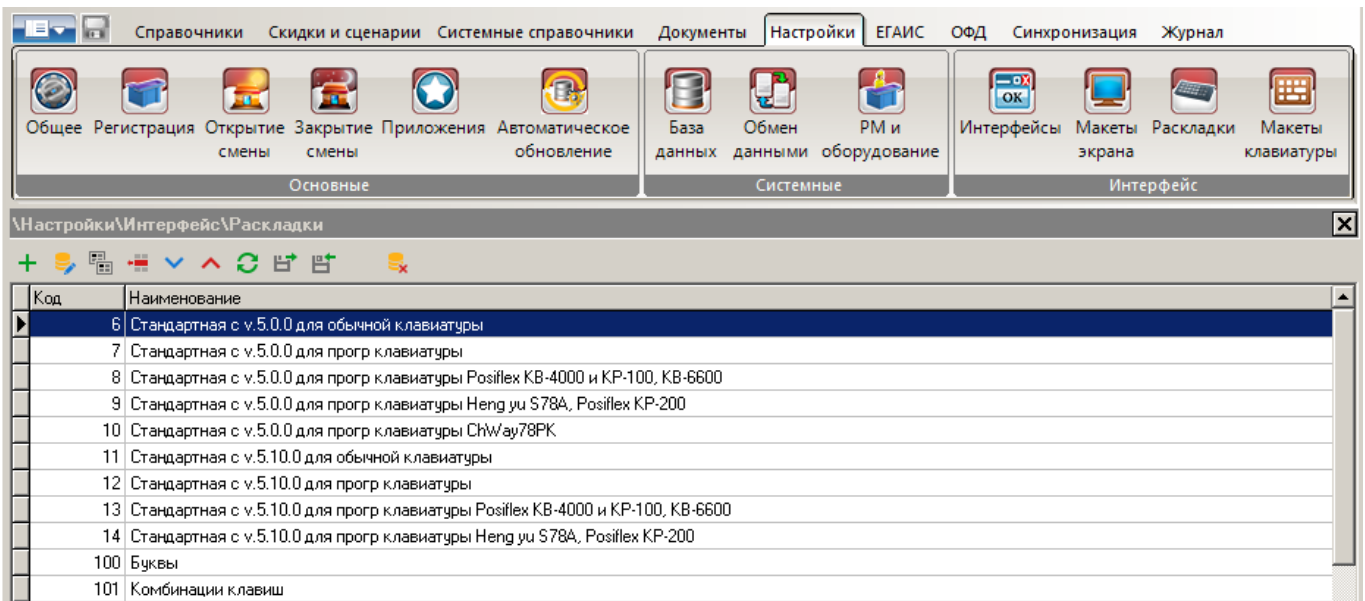 Справочники Скидки и сценарии Системные справочники Документы Настройки ЕГАИС ОФД Синхронизация Журнал
OK
Общее Регистрация Открытие смены Закрытие смены Приложения Автоматическое обновление База данных Обмен данными РМ и оборудование Интерфейсы Макеты экрана Раскладки Макеты клавиатуры
Основные Системные Интерфейс
\Настройки\Интерфейс\Раскладки
Код Наименование
6 Стандартная с v.5.0.0 для обычной клавиатуры
7 Стандартная с v.5.0.0 для прогр клавиатуры
8 Стандартная с v.5.0.0 для прогр клавиатуры Posiflex KB-4000 и KP-100, KB-6600
9 Стандартная с v.5.0.0 для прогр клавиатуры Heng yu S78A, Posiflex KP-200
10 Стандартная с v.5.0.0 для прогр клавиатуры ChWay78PK
11 Стандартная с v.5.10.0 для обычной клавиатуры
12 Стандартная с v.5.10.0 для прогр клавиатуры
13 Стандартная с v.5.10.0 для прогр клавиатуры Posiflex KB-4000 и KP-100, KB-6600
14 Стандартная с v.5.10.0 для прогр клавиатуры Heng yu S78A, Posiflex KP-200
100 Буквы
101 Комбинации клавиш